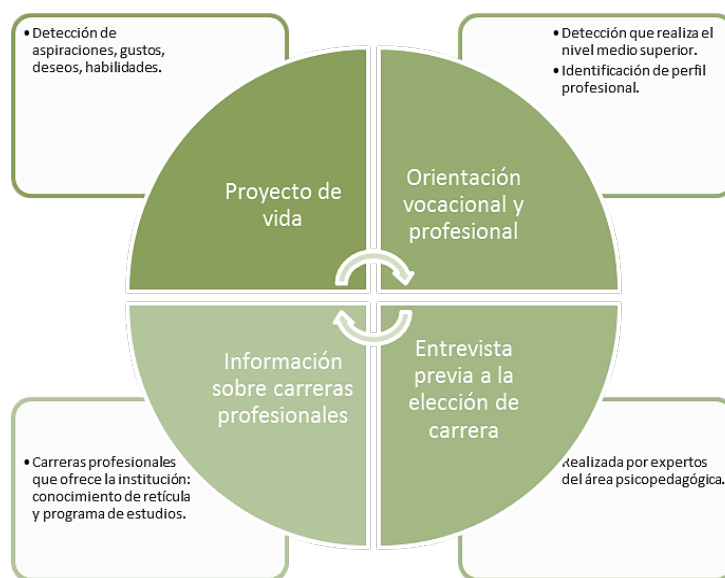 • Detección de
aspiraciones, gustos,
deseos, habilidades.
• Detección que realiza el
nivel medio superior.
• Identificación de perfil
profesional.
Proyecto de
vida
Orientación
vocacional y
profesional
Información
sobre carreras
profesionales
Entrevista
previa a la
elección de
carrera
• Carreras profesionales
que ofrece la institución:
conocimiento de retícula
y programa de estudios.
Realizada por expertos
del área psicopedagógica.